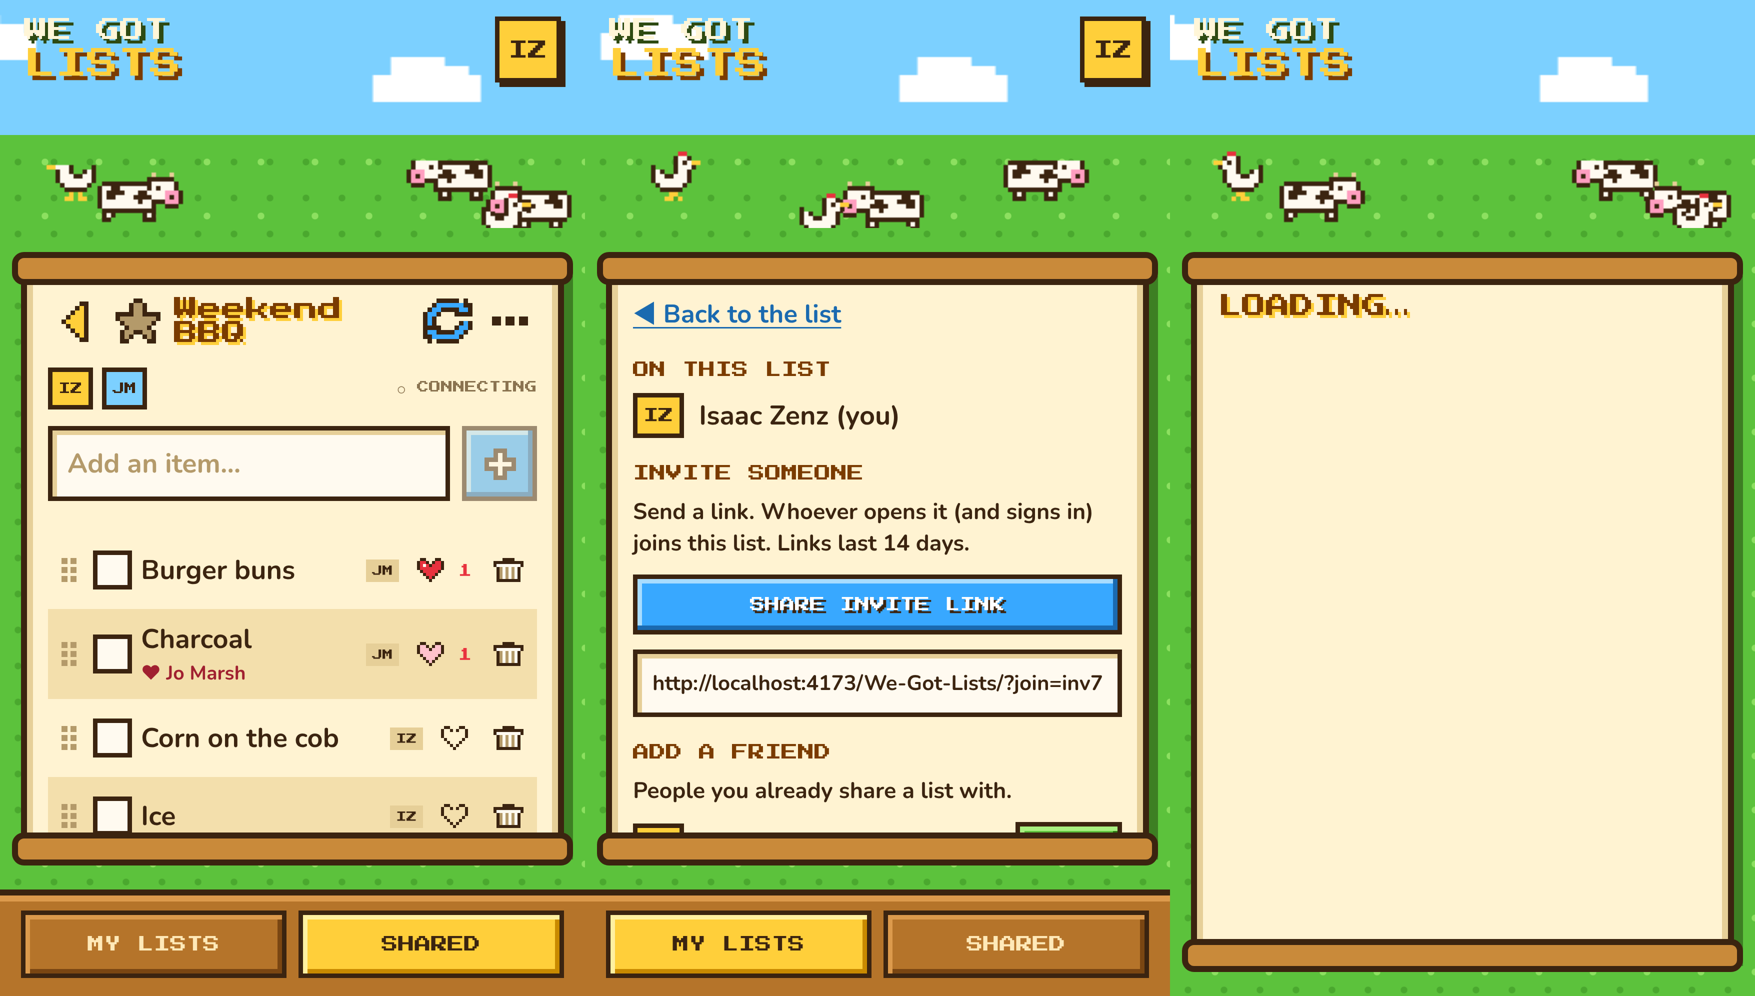 WE GOT
LISTS
IZ
Weekend
BBQ
IZ
JM
CONNECTING
Add an item...
Burger buns
JM
1
Charcoal
Jo Marsh
JM
1
Corn on the cob
IZ
Ice
IZ
MY LISTS
SHARED
WE GOT
LISTS
IZ
Back to the list
ON THIS LIST
IZ
Isaac Zenz (you)
INVITE SOMEONE
Send a link. Whoever opens it (and signs in)
joins this list. Links last 14 days.
SHARE INVITE LINK
http://localhost:4173/We-Got-Lists/?join=inv7
ADD A FRIEND
People you already share a list with.
MY LISTS
SHARED
WE GOT
LISTS
LOADING...